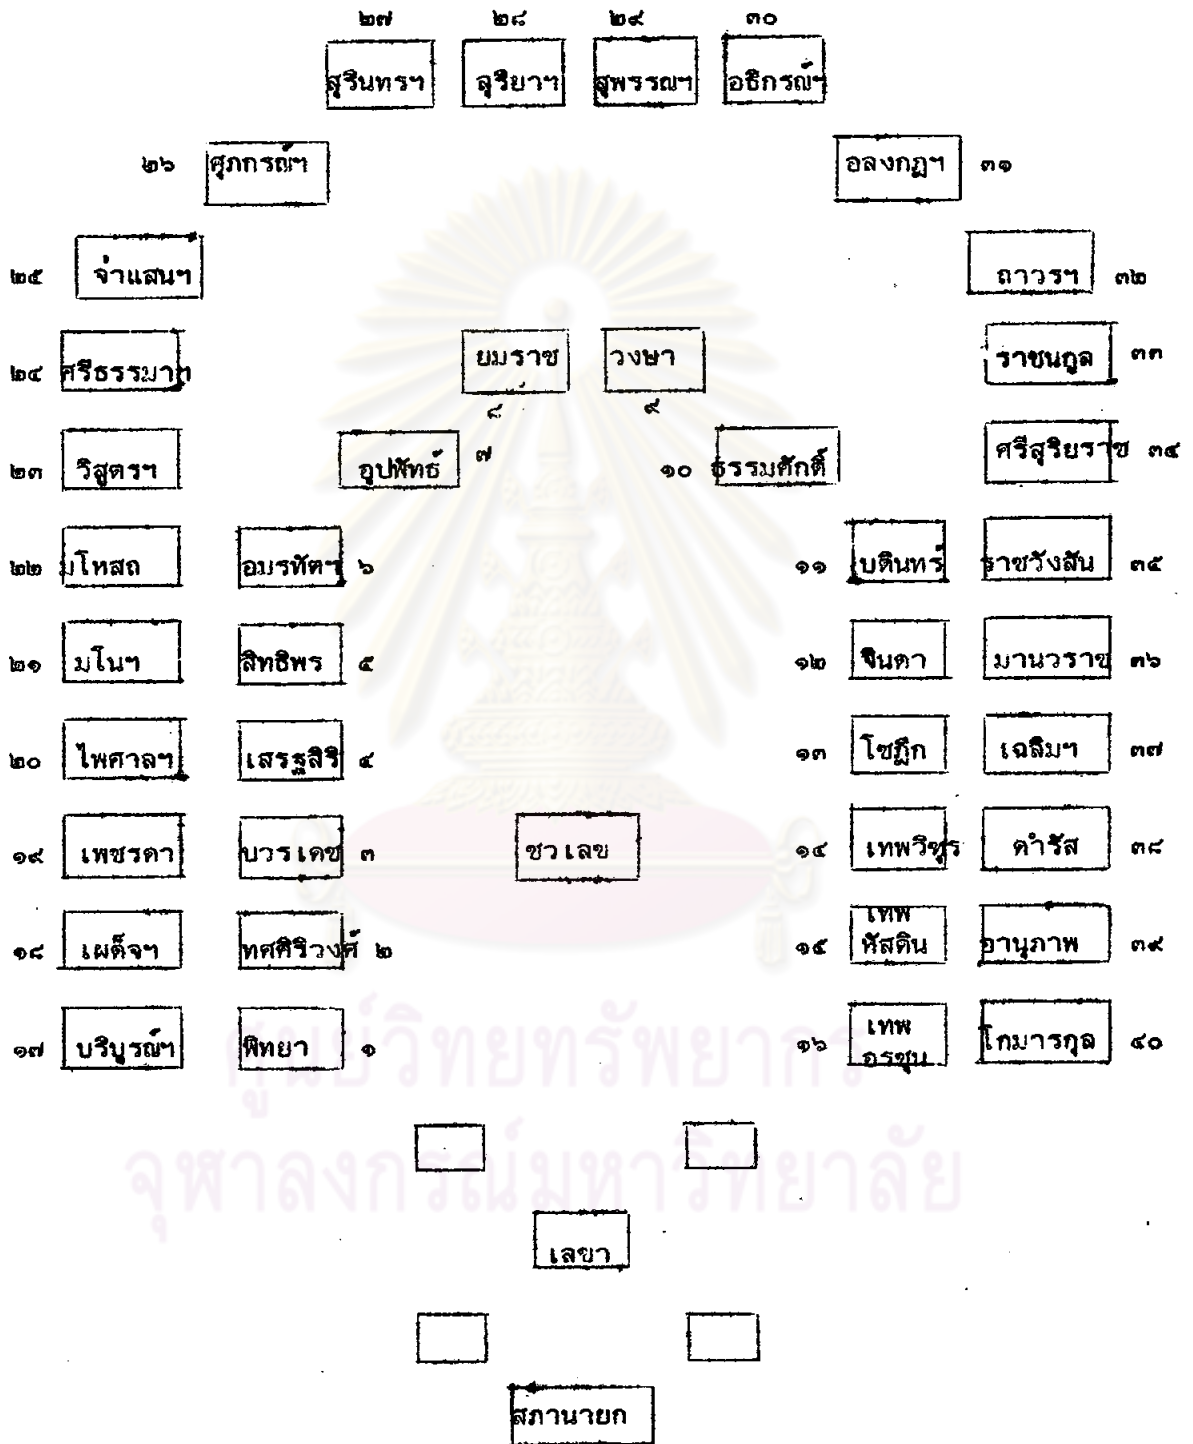 ๒๗ ๒๘ ๒๙ ๓๐
สุรินทรฯ สุริยาฯ สุพรรณฯ อธิกรณ์ฯ
๒๖ ศุภกรณ์ฯ อลงกฏฯ ๓๑
๒๕ จ่าแสนฯ ถาวรฯ ๓๒
๒๔ ศรีธรรมาฯ ยมราช วงษา ราชนกูล ๓๓
๘ ๙
๒๓ วิสูตรฯ อุปพัทธ์ ๗ ๑๐ ธรรมศักดิ์ ศรีสุริยราช ๓๔
๒๒ มโหสถ อมรทัตฯ ๖ ๑๑ บดินทร์ ราชวังสัน ๓๕
๒๑ มโนฯ สิทธิพร ๕ ๑๒ จินดา มานวราช ๓๖
๒๐ ไพศาลฯ เสรฐสิริ ๔ ๑๓ โชฎึก เฉลิมฯ ๓๗
๑๙ เพชรดา บวรเดช ๓ ชวเลข ๑๔ เทพวิทุร ดำรัส ๓๘
๑๘ เผด็จฯ ทศศิริวงศ์ ๒ ๑๕ เทพ
หัสดิน อานุภาพ ๓๙
๑๗ บริบูรณ์ฯ พิทยา ๑ ๑๖ เทพ
อรชุน โกมารกุล ๔๐
ศูนย์วิทยทรัพยากร
จุฬาลงกรณ์มหาวิทยาลัย
เลขา
สภานายก